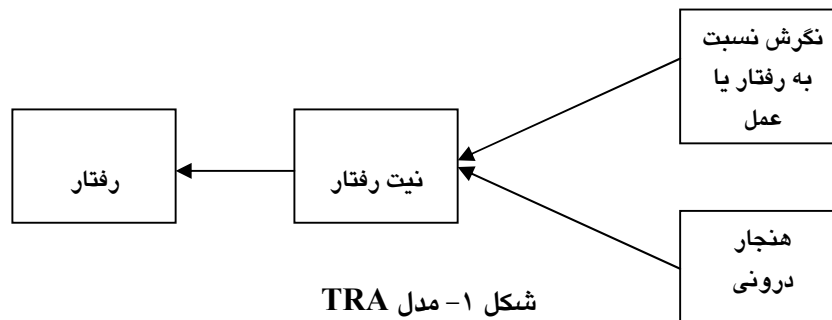 نگرش نسبت
به رفتار یا
عمل
نیت رفتار
رفتار
هنجار
درونی
شکل ۱- مدل TRA